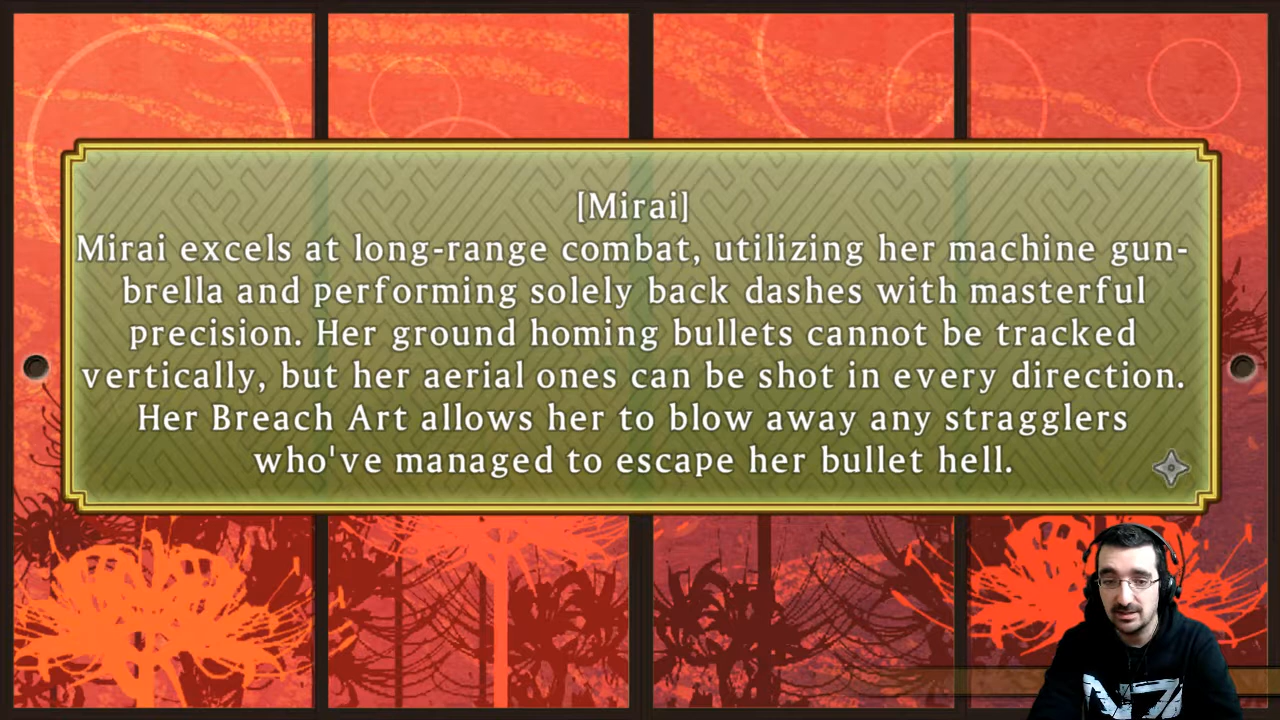 [Mirai]
Mirai excels at long-range combat, utilizing her machine gun-
brella and performing solely back dashes with masterful
precision. Her ground homing bullets cannot be tracked
vertically, but her aerial ones can be shot in every direction.
Her Breach Art allows her to blow away any stragglers
who've managed to escape her bullet hell.
N7